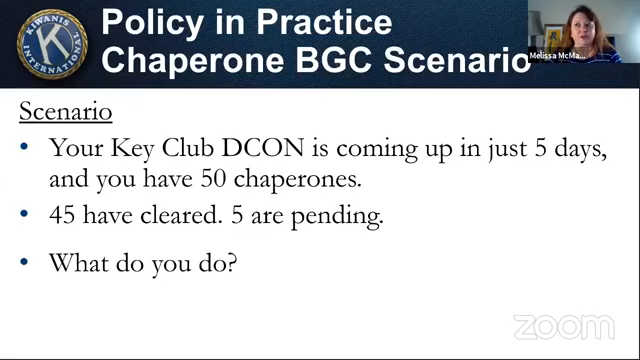 KIWANIS
K
INTERNATIONAL
Policy in Practice
Chaperone BGC Scenario
Melissa McMa...
Scenario
• Your Key Club DCON is coming up in just 5 days,
and you have 50 chaperones.
• 45 have cleared. 5 are pending.
• What do you do?
zoom